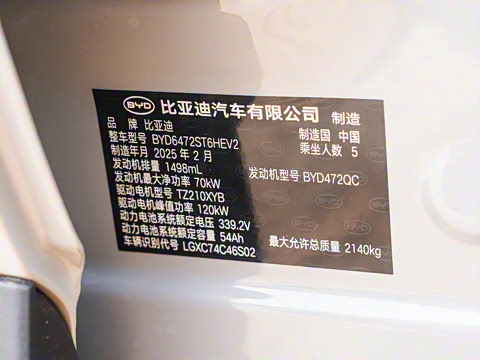 BYD 比亚迪汽车有限公司 制造
品牌 比亚迪 制造国 中国
整车型号 BYD6472ST6HEV2 乘坐人数 5
制造年月 2025 年 2 月
发动机排量 1498mL 发动机型号 BYD472QC
发动机最大净功率 70kW
驱动电机型号 TZ210XYB
驱动电机峰值功率 120kW
动力电池系统额定电压 339.2V
动力电池系统额定容量 54Ah 最大允许总质量 2140kg
车辆识别代号 LGXC74C46S02